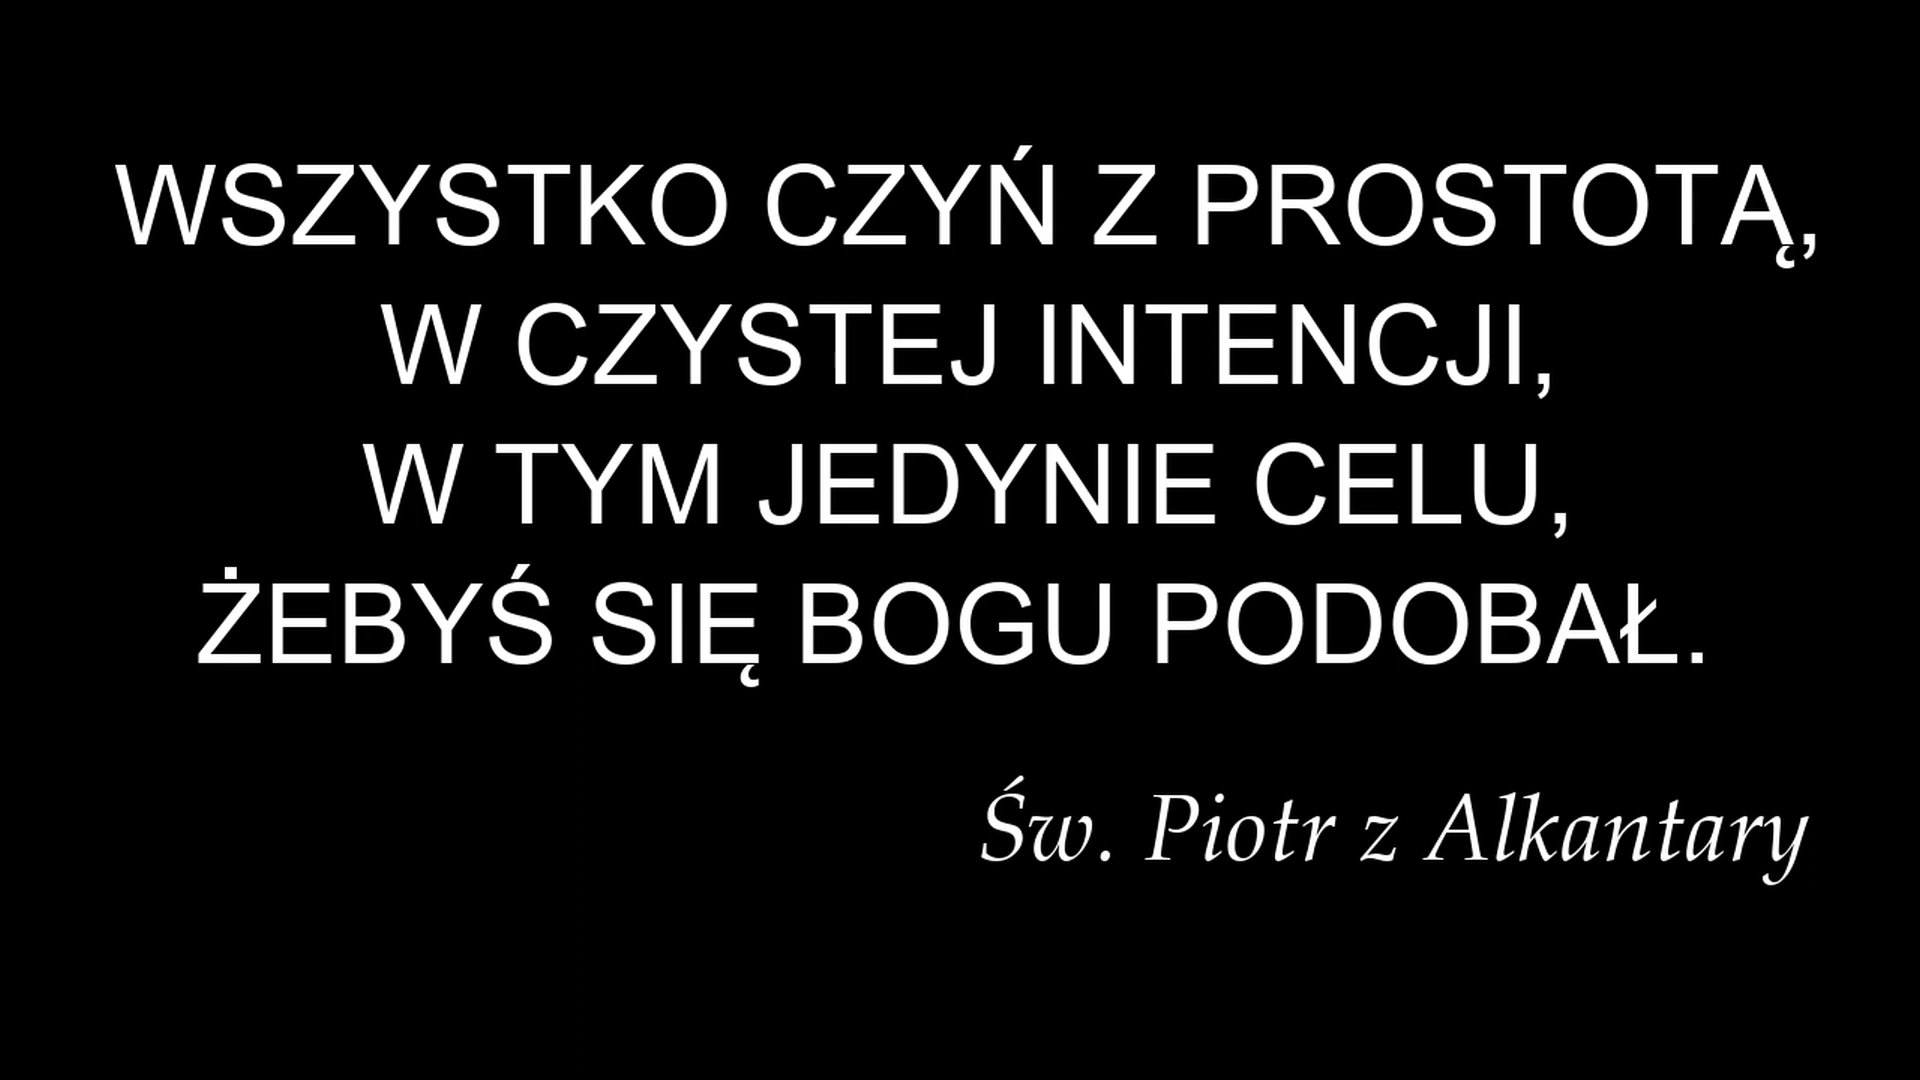 WSZYSTKO CZYŃ Z PROSTOTĄ,
W CZYSTEJ INTENCJI,
W TYM JEDYNIE CELU,
ŻEBYŚ SIĘ BOGU PODOBAŁ.
Św. Piotr z Alkantary